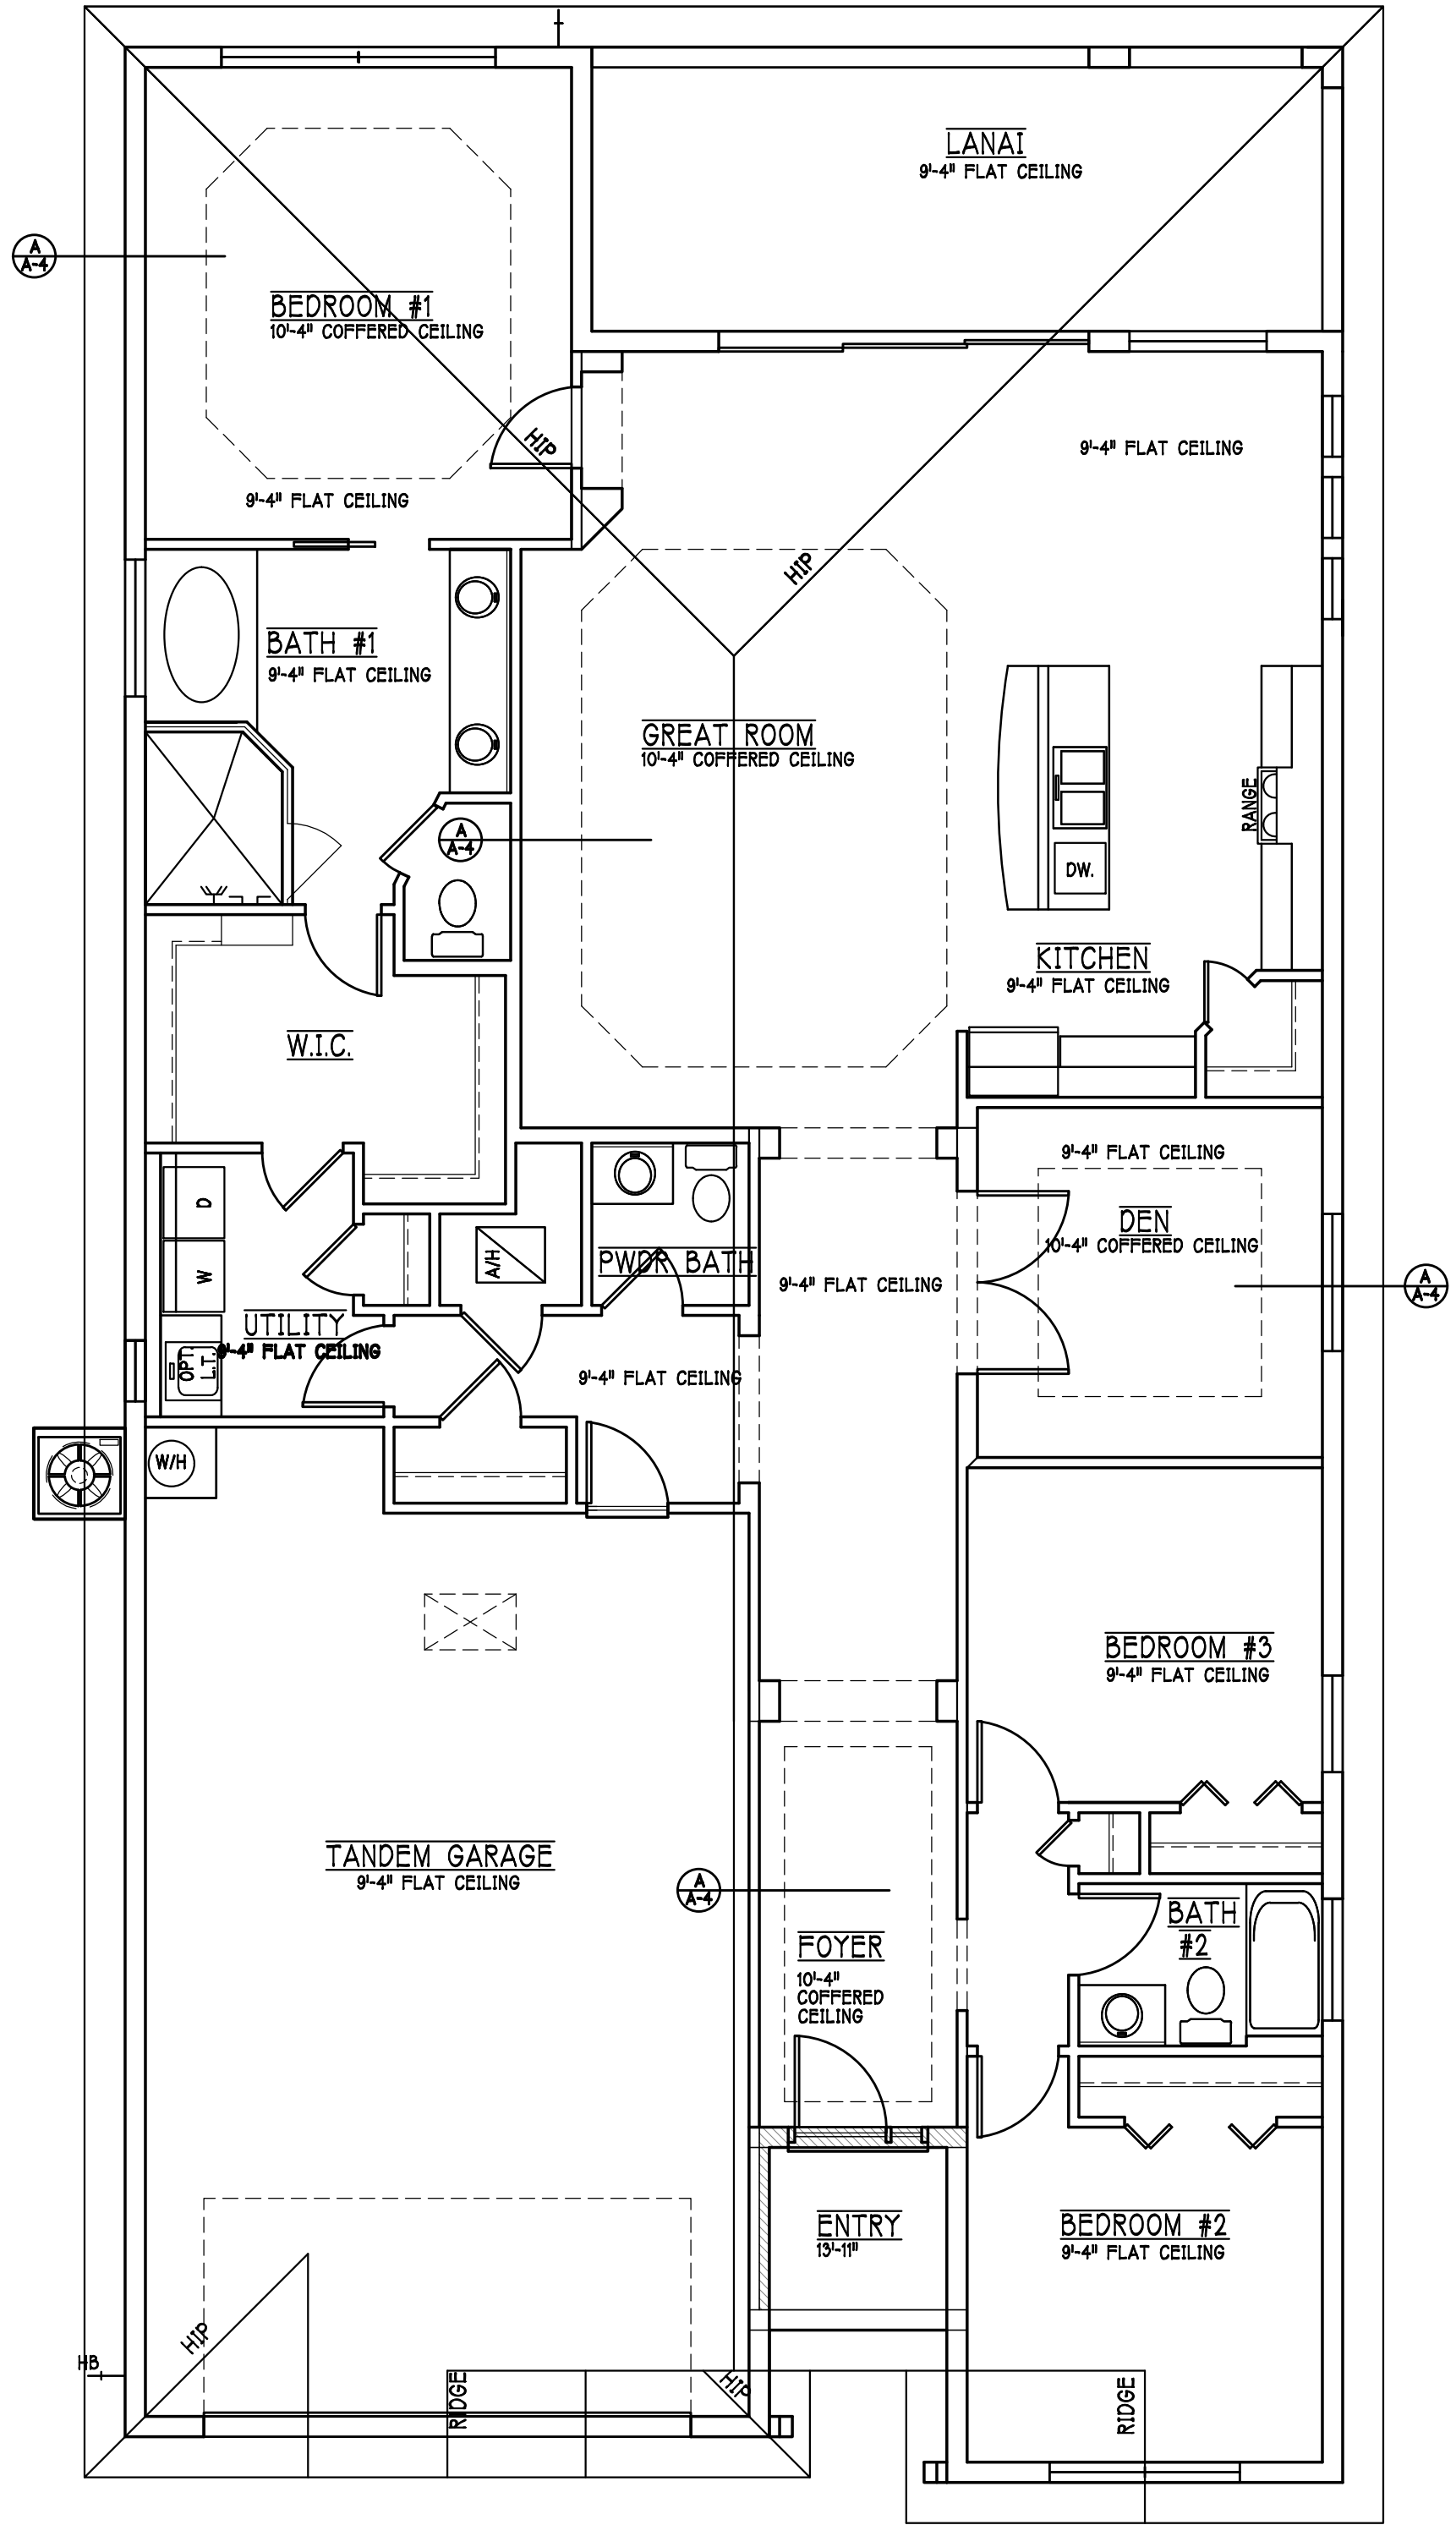 LANAI
9'-4" FLAT CEILING
A
A-4
BEDROOM #1
10'-4" COFFERED CEILING
HIP
9'-4" FLAT CEILING
9'-4" FLAT CEILING
HIP
BATH #1
9'-4" FLAT CEILING
GREAT ROOM
10'-4" COFFERED CEILING
RANGE
A
A-4
DW.
KITCHEN
9'-4" FLAT CEILING
W.I.C.
9'-4" FLAT CEILING
D
DEN
10'-4" COFFERED CEILING
W
A/H
PWDR BATH
9'-4" FLAT CEILING
A
A-4
UTILITY
9'-4" FLAT CEILING
OPT.
L.T.
9'-4" FLAT CEILING
W/H
BEDROOM #3
9'-4" FLAT CEILING
TANDEM GARAGE
9'-4" FLAT CEILING
A
A-4
BATH
#2
FOYER
10'-4"
COFFERED
CEILING
ENTRY
13'-11"
BEDROOM #2
9'-4" FLAT CEILING
HIP
HB
RIDGE
HIP
RIDGE